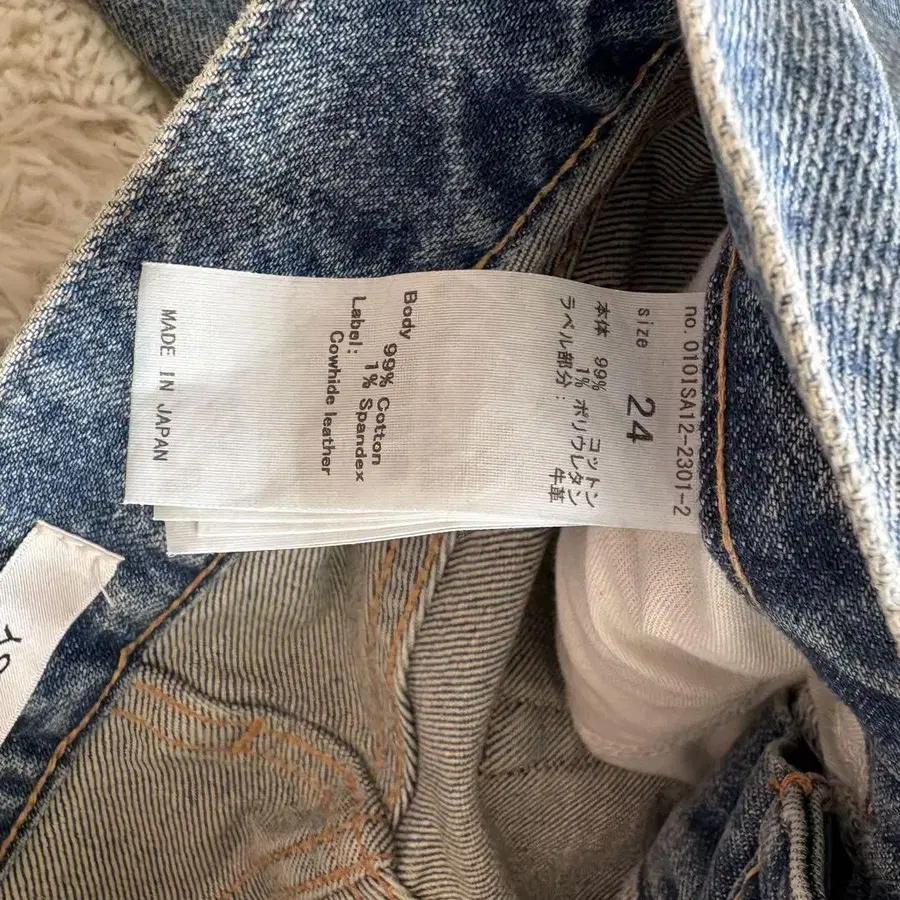 no. 0101SA12-2301-2
size 24
本体 99% コットン
1% ポリウレタン
ラベル部分: 牛革
Body 99% Cotton
1% Spandex
Label: Cowhide leather
MADE IN JAPAN